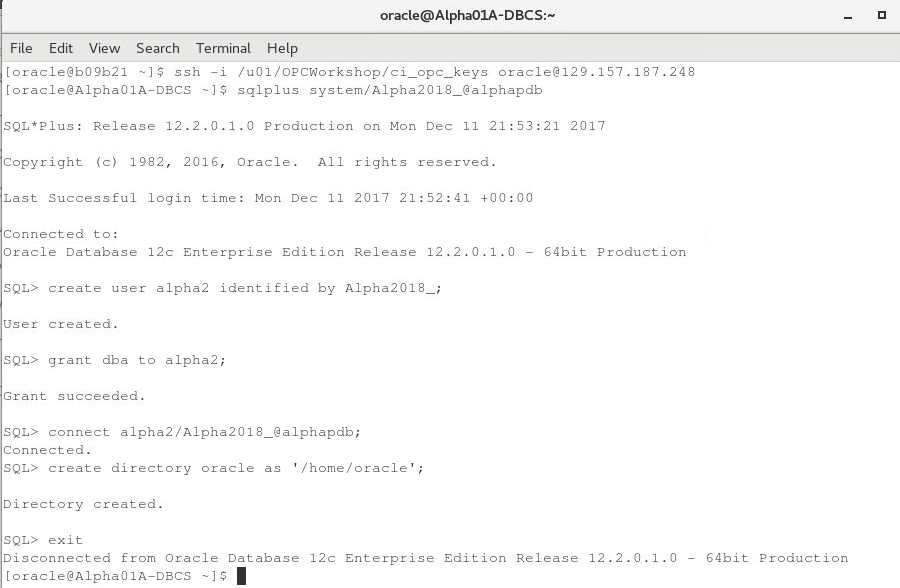 oracle@Alpha01A-DBCS:~
File Edit View Search Terminal Help
[oracle@b09b21 ~]$ ssh -i /u01/OPCWorkshop/ci_opc_keys oracle@129.157.187.248
[oracle@Alpha01A-DBCS ~]$ sqlplus system/Alpha2018_@alphapdb
SQL*Plus: Release 12.2.0.1.0 Production on Mon Dec 11 21:53:21 2017
Copyright (c) 1982, 2016, Oracle.  All rights reserved.
Last Successful login time: Mon Dec 11 2017 21:52:41 +00:00
Connected to:
Oracle Database 12c Enterprise Edition Release 12.2.0.1.0 - 64bit Production
SQL> create user alpha2 identified by Alpha2018_;
User created.
SQL> grant dba to alpha2;
Grant succeeded.
SQL> connect alpha2/Alpha2018_@alphapdb;
Connected.
SQL> create directory oracle as '/home/oracle';
Directory created.
SQL> exit
Disconnected from Oracle Database 12c Enterprise Edition Release 12.2.0.1.0 - 64bit Production
[oracle@Alpha01A-DBCS ~]$